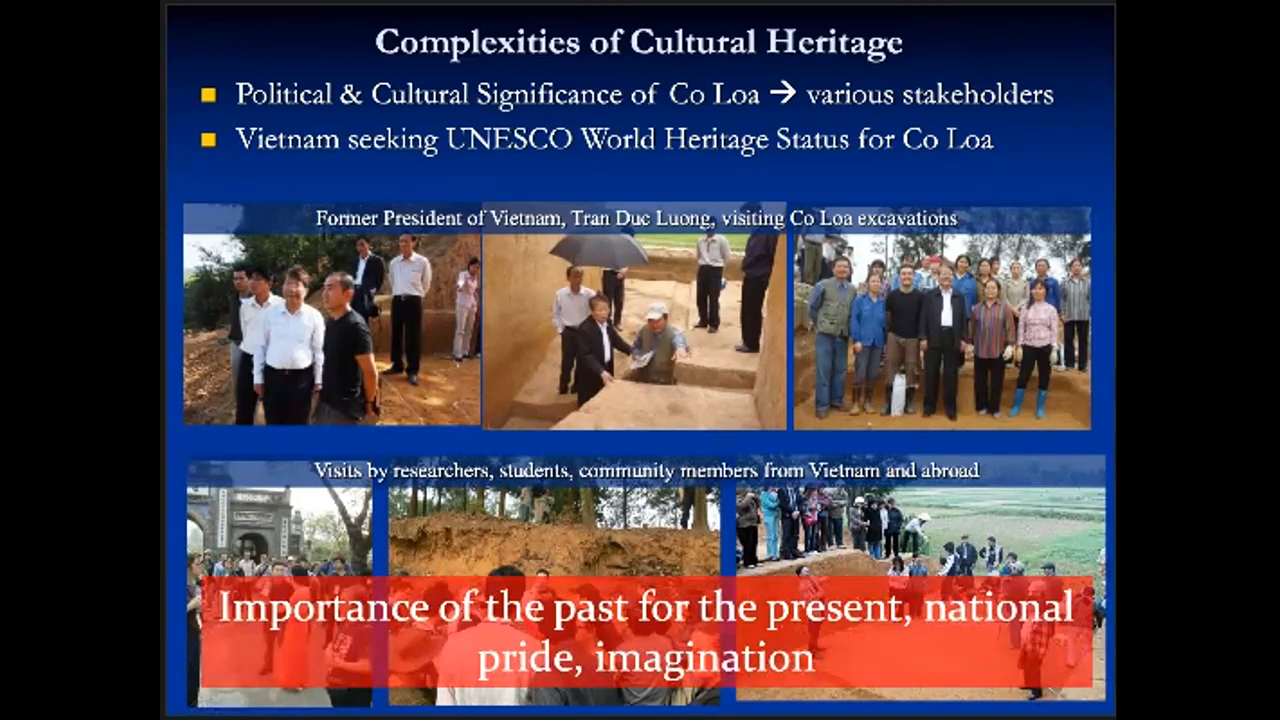 Complexities of Cultural Heritage
Political & Cultural Significance of Co Loa → various stakeholders
Vietnam seeking UNESCO World Heritage Status for Co Loa
Former President of Vietnam, Tran Duc Luong, visiting Co Loa excavations
Visits by researchers, students, community members from Vietnam and abroad
Importance of the past for the present, national
pride, imagination